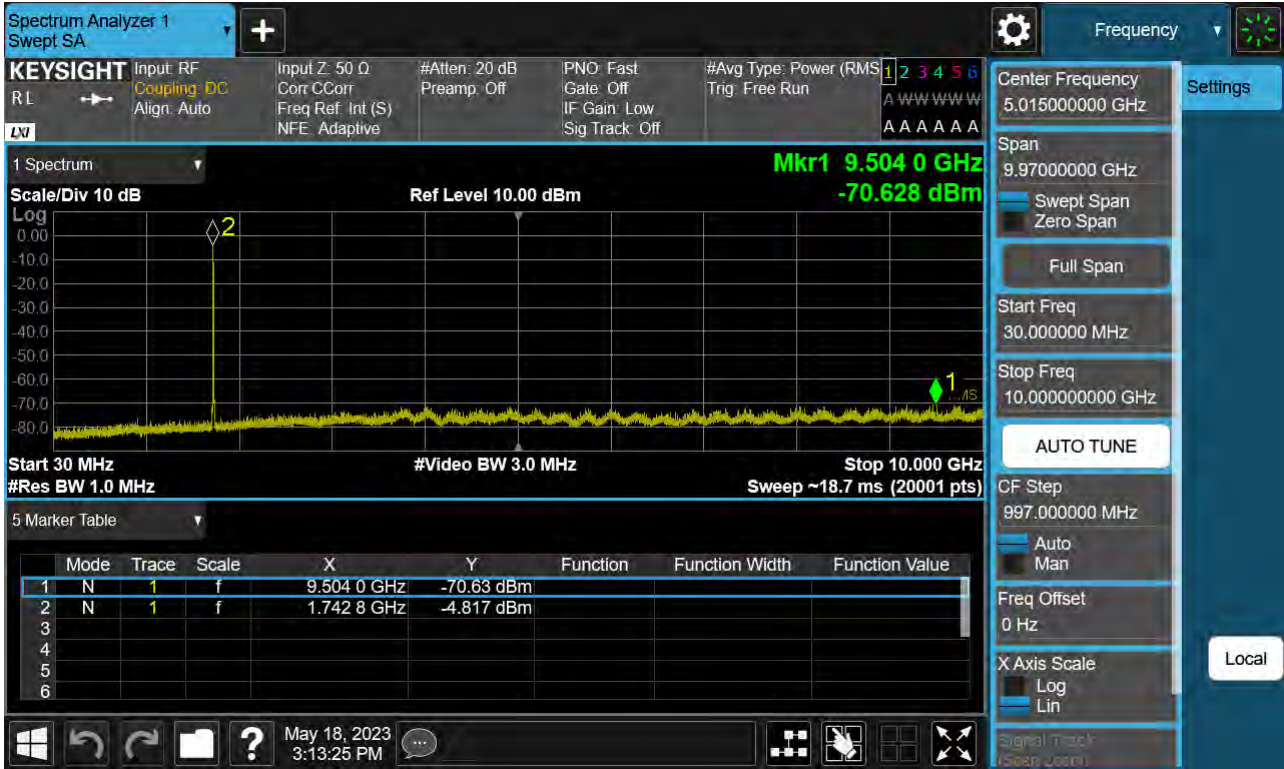 Spectrum Analyzer 1
Swept SA
+
Frequency
KEYSIGHT
RL
LXI
Input: RF
Coupling: DC
Align: Auto
Input Z: 50 Ω
Corr CCorr
Freq Ref: Int (S)
NFE: Adaptive
#Atten: 20 dB
Preamp: Off
PNO: Fast
Gate: Off
IF Gain: Low
Sig Track: Off
#Avg Type: Power (RMS
Trig: Free Run
1 2 3 4 5 6
A W W W W W
A A A A A A
1 Spectrum
Mkr1 9.504 0 GHz
-70.628 dBm
Scale/Div 10 dB
Ref Level 10.00 dBm
Log
0.00
-10.0
-20.0
-30.0
-40.0
-50.0
-60.0
-70.0
-80.0
2
1
Start 30 MHz
#Video BW 3.0 MHz
Stop 10.000 GHz
#Res BW 1.0 MHz
Sweep ~18.7 ms (20001 pts)
5 Marker Table
Mode Trace Scale X Y Function Function Width Function Value
1 N 1 f 9.504 0 GHz -70.63 dBm
2 N 1 f 1.742 8 GHz -4.817 dBm
3
4
5
6
May 18, 2023
3:13:25 PM
?
Center Frequency
5.015000000 GHz
Settings
Span
9.97000000 GHz
Swept Span
Zero Span
Full Span
Start Freq
30.000000 MHz
Stop Freq
10.000000000 GHz
AUTO TUNE
CF Step
997.000000 MHz
Auto
Man
Freq Offset
0 Hz
X Axis Scale
Log
Lin
Local
Signal Track
(Span Zoom)